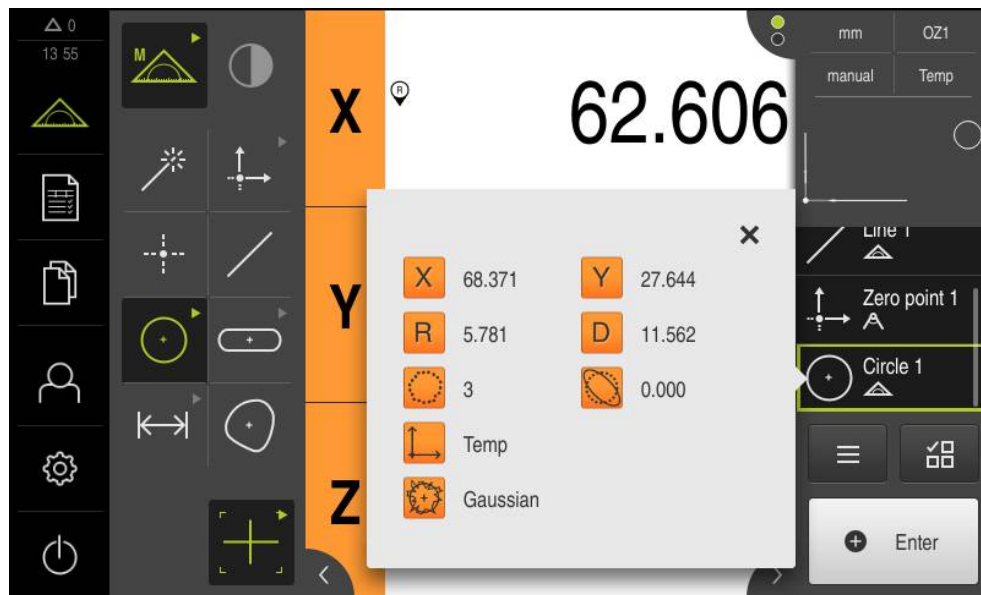 0
13 55
M
X
R
62.606
mm
OZ1
manual
Temp
Y
Z
X 68.371
Y 27.644
R 5.781
D 11.562
3
0.000
Temp
Gaussian
Line 1
Zero point 1
Circle 1
Enter